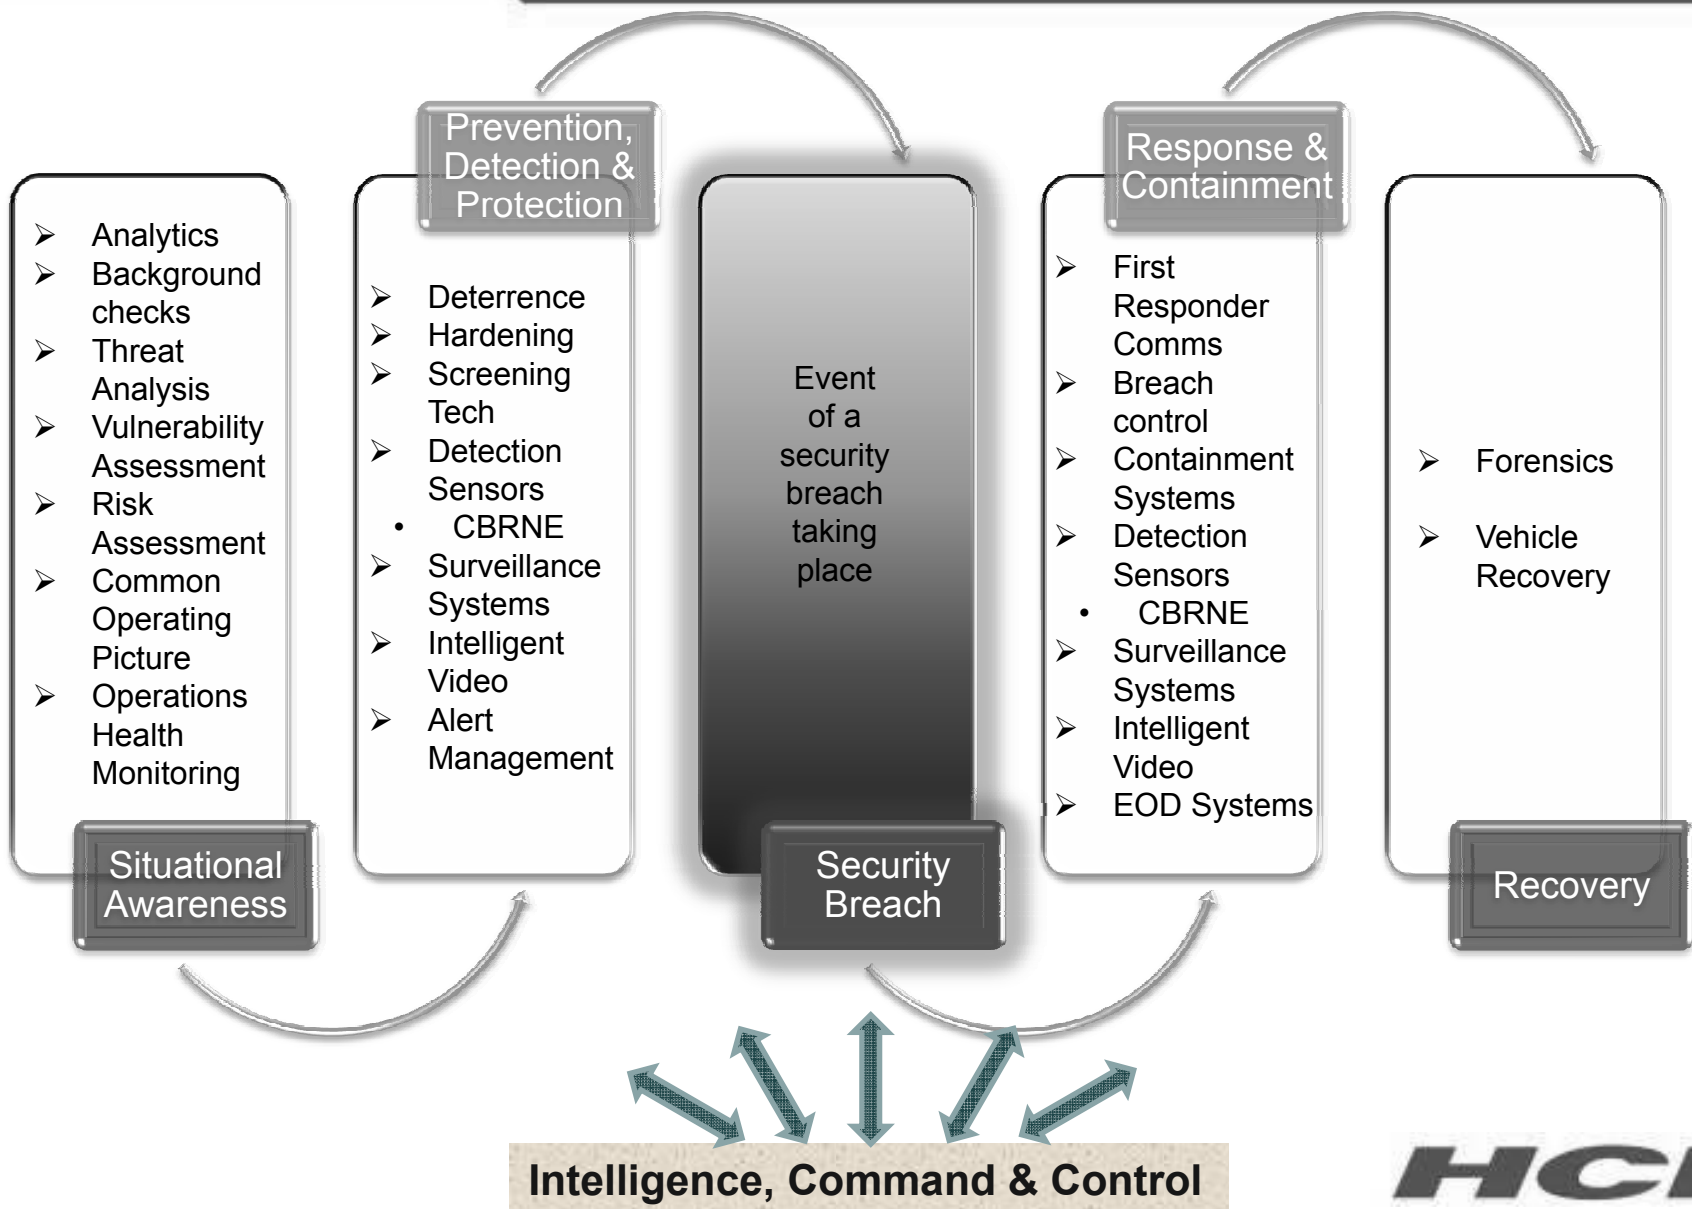 Situational
Awareness
➢ Analytics
➢ Background
checks
➢ Threat
Analysis
➢ Vulnerability
Assessment
➢ Risk
Assessment
➢ Common
Operating
Picture
➢ Operations
Health
Monitoring
Prevention,
Detection &
Protection
➢ Deterrence
➢ Hardening
➢ Screening
Tech
➢ Detection
Sensors
• CBRNE
➢ Surveillance
Systems
➢ Intelligent
Video
➢ Alert
Management
Event
of a
security
breach
taking
place
Security
Breach
Response &
Containment
➢ First
Responder
Comms
➢ Breach
control
➢ Containment
Systems
➢ Detection
Sensors
• CBRNE
➢ Surveillance
Systems
➢ Intelligent
Video
➢ EOD Systems
➢ Forensics
➢ Vehicle
Recovery
Recovery
Intelligence, Command & Control